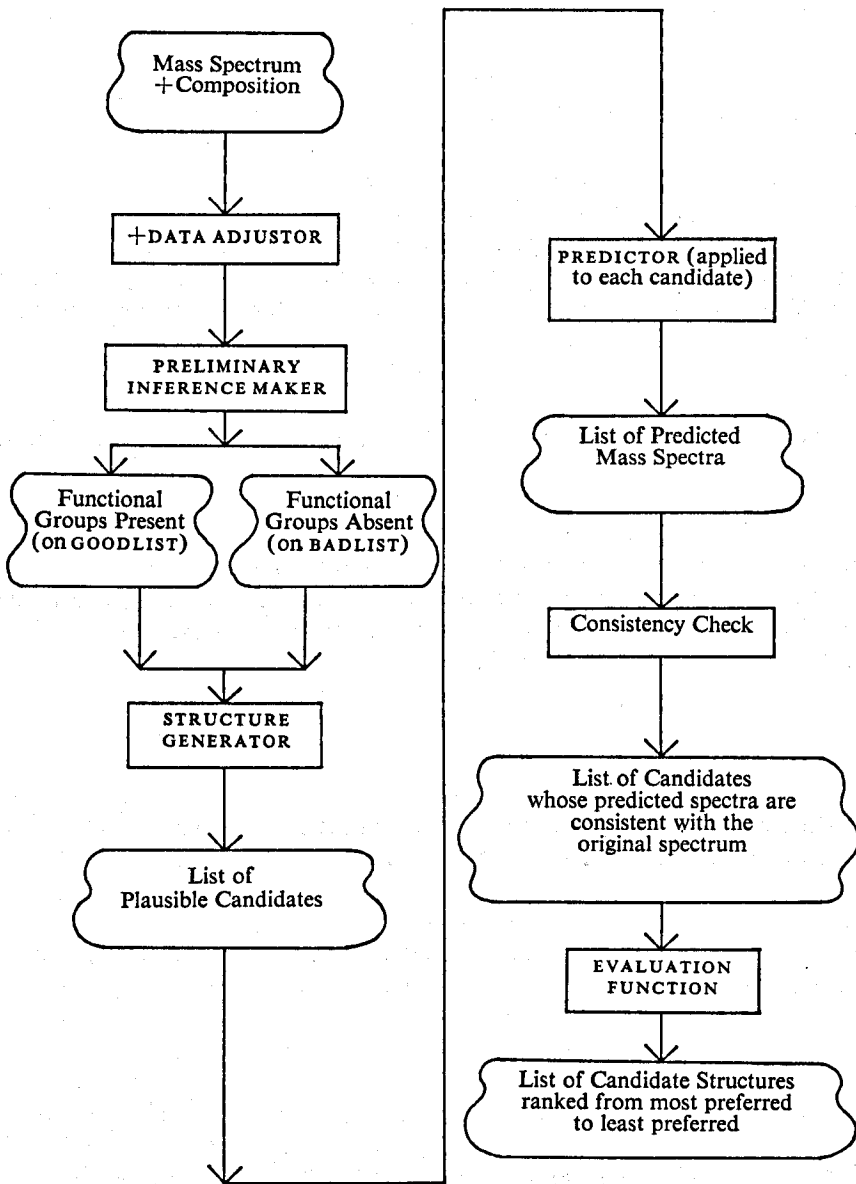 Mass Spectrum
+Composition
+DATA ADJUSTOR
PRELIMINARY
INFERENCE MAKER
Functional
Groups Present
(on GOODLIST)
Functional
Groups Absent
(on BADLIST)
STRUCTURE
GENERATOR
List of
Plausible Candidates
PREDICTOR (applied
to each candidate)
List of Predicted
Mass Spectra
Consistency Check
List of Candidates
whose predicted spectra are
consistent with the
original spectrum
EVALUATION
FUNCTION
List of Candidate Structures
ranked from most preferred
to least preferred